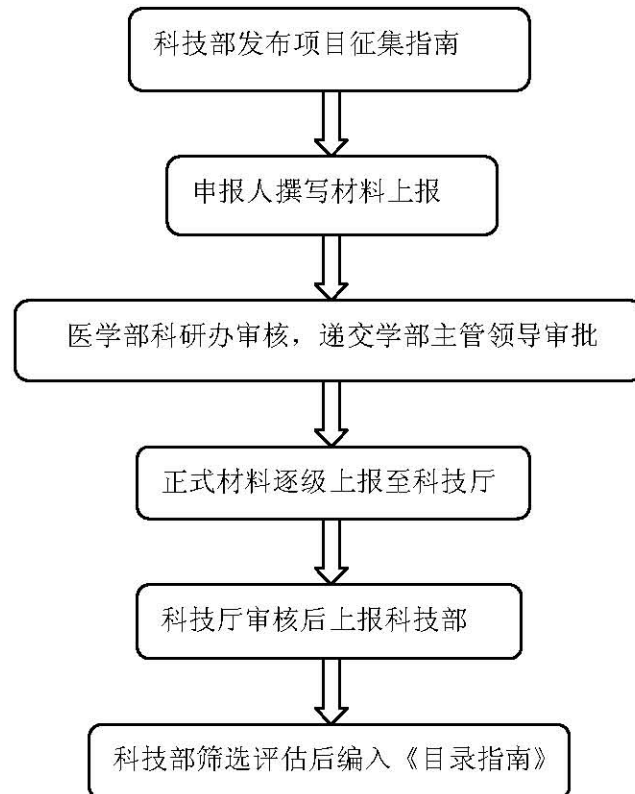 科技部发布项目征集指南
申报人撰写材料上报
医学部科研办审核，递交学部主管领导审批
正式材料逐级上报至科技厅
科技厅审核后上报科技部
科技部筛选评估后编入《目录指南》